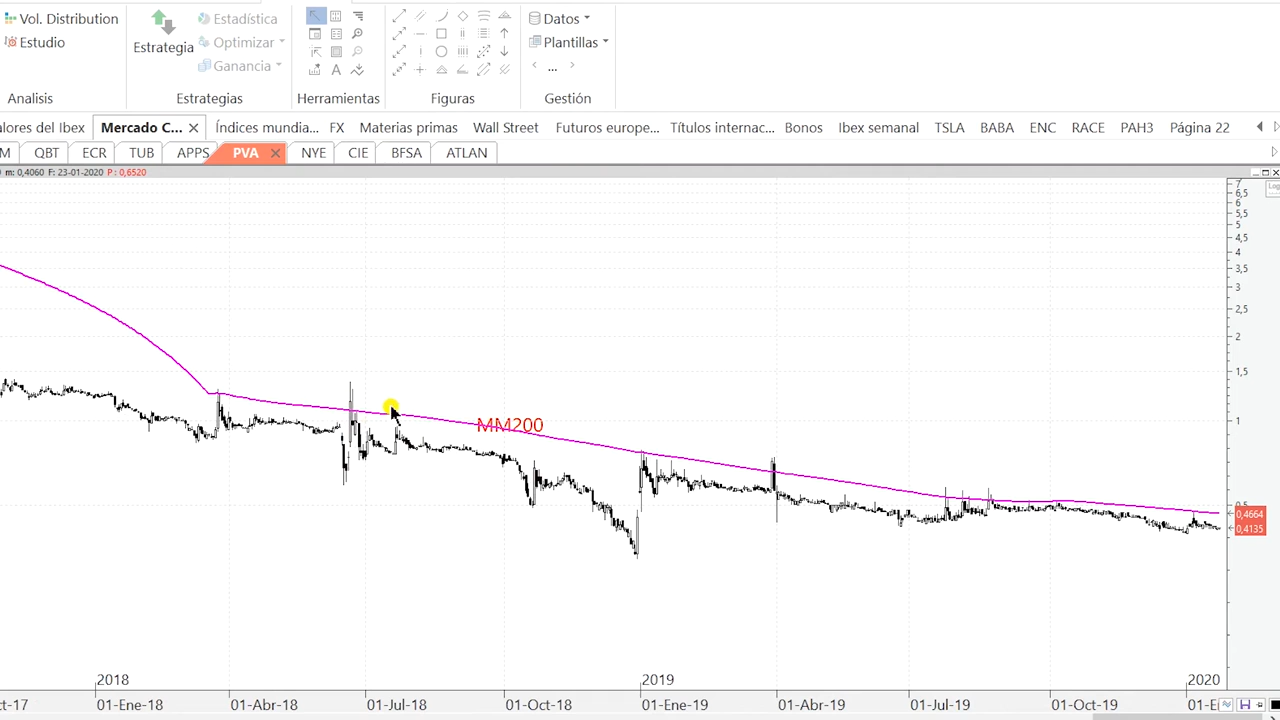 Vol. Distribution
Estudio
Estrategia
Estadística
Optimizar
Ganancia
A
Datos
Plantillas
...
Analisis
Estrategias
Herramientas
Figuras
Gestión
alores del Ibex Mercado C... Índices mundia... FX Materias primas Wall Street Futuros europe... Títulos internac... Bonos Ibex semanal TSLA BABA ENC RACE PAH3 Página 22
M QBT ECR TUB APPS PVA NYE CIE BFSA ATLAN
m: 0,4060 F: 23-01-2020 P : 0,6520
Log
7
6,5
6
5,5
5
4,5
4
3,5
3
2,5
2
1,5
1
MM200
0,5
0,4664
0,4135
2018 2019 2020
ct-17 01-Ene-18 01-Abr-18 01-Jul-18 01-Oct-18 01-Ene-19 01-Abr-19 01-Jul-19 01-Oct-19 01-E